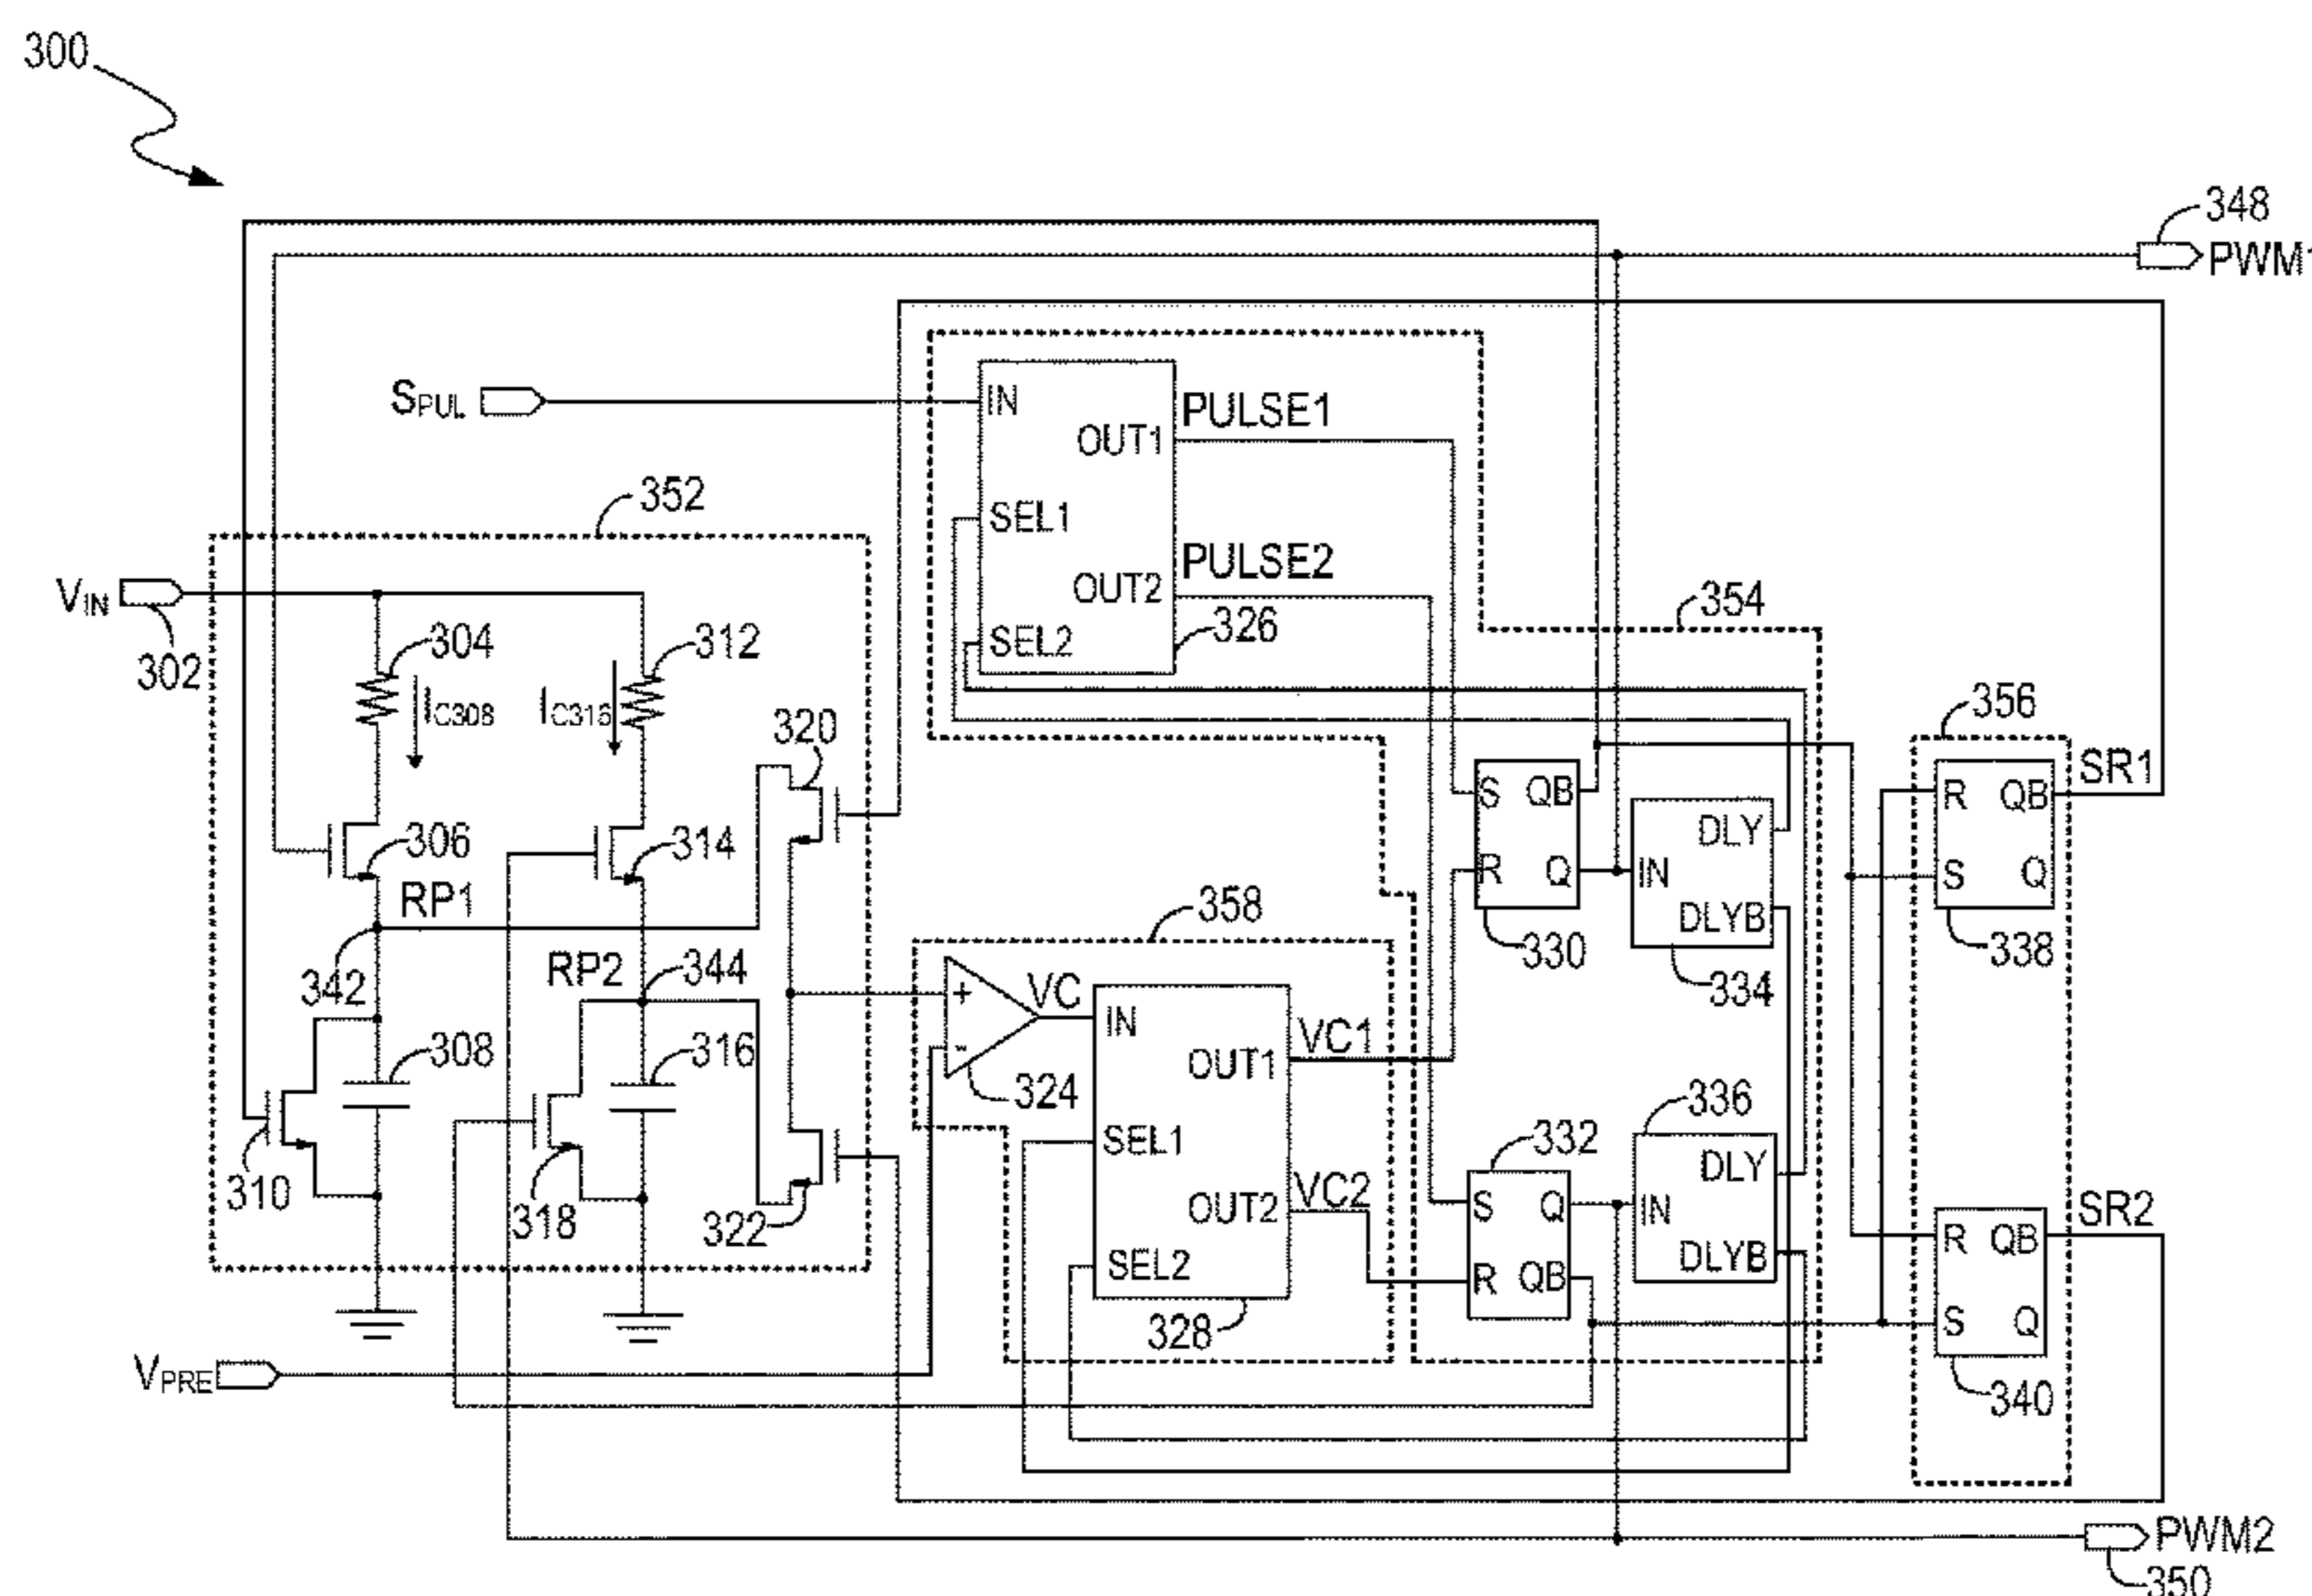 300
348
PWM1
SPUL
IN
OUT1
PULSE1
SEL1
OUT2
PULSE2
SEL2
326
352
354
VIN
302
304
IC308
312
IC316
320
356
306
314
RP1
342
RP2
344
308
316
310
318
322
358
VC
324
IN
OUT1
VC1
SEL1
OUT2
VC2
SEL2
328
S
QB
R
Q
330
DLY
IN
DLYB
334
R
QB
SR1
S
Q
338
332
S
Q
R
QB
336
DLY
IN
DLYB
R
QB
SR2
S
Q
340
VPRE
+
-
PWM2
350